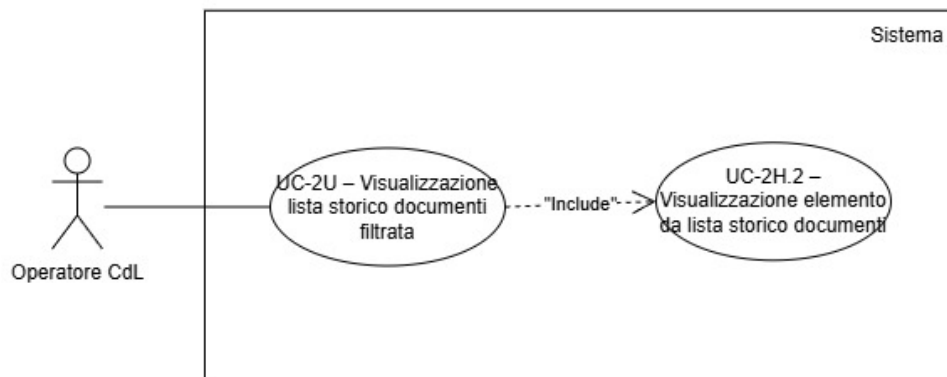 Sistema
UC-2U – Visualizzazione
lista storico documenti
filtrata
"Include"
UC-2H.2 –
Visualizzazione elemento
da lista storico documenti
Operatore CdL